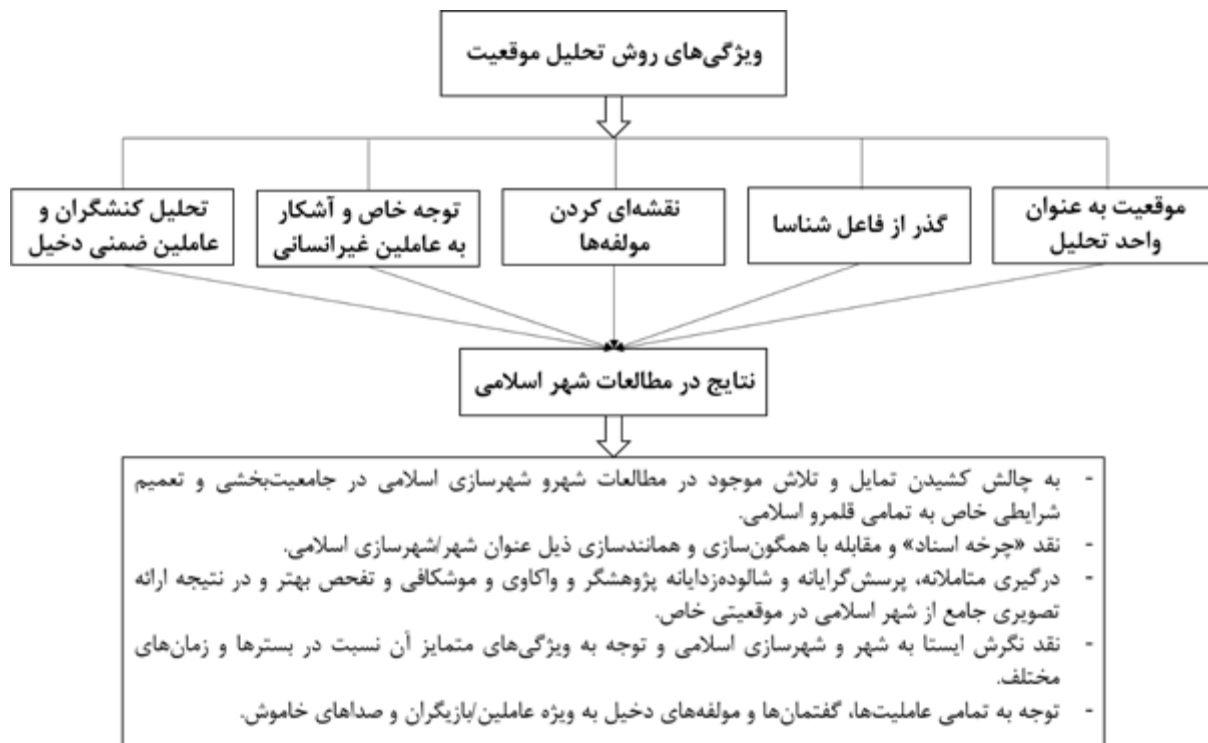 ویژگی‌های روش تحلیل موقعیت
موقعیت به عنوان
واحد تحلیل
گذر از فاعل شناسا
نقشه‌ای کردن
مولفه‌ها
توجه خاص و آشکار
به عاملین غیرانسانی
تحلیل کنشگران و
عاملین ضمنی دخیل
نتایج در مطالعات شهر اسلامی
- به چالش کشیدن تمایل و تلاش موجود در مطالعات شهرو شهرسازی اسلامی در جامعیت‌بخشی و تعمیم
شرایطی خاص به تمامی قلمرو اسلامی.
- نقد «چرخه اسناد» و مقابله با همگون‌سازی و همانندسازی ذیل عنوان شهر/شهرسازی اسلامی.
- درگیری متاملانه، پرسش‌گرایانه و شالوده‌زدایانه پژوهشگر و واکاوی و موشکافی و تفحص بهتر و در نتیجه ارائه
تصویری جامع از شهر اسلامی در موقعیتی خاص.
- نقد نگرش ایستا به شهر و شهرسازی اسلامی و توجه به ویژگی‌های متمایز آن نسبت در بسترها و زمان‌های
مختلف.
- توجه به تمامی عاملیت‌ها، گفتمان‌ها و مولفه‌های دخیل به ویژه عاملین/بازیگران و صداهای خاموش.